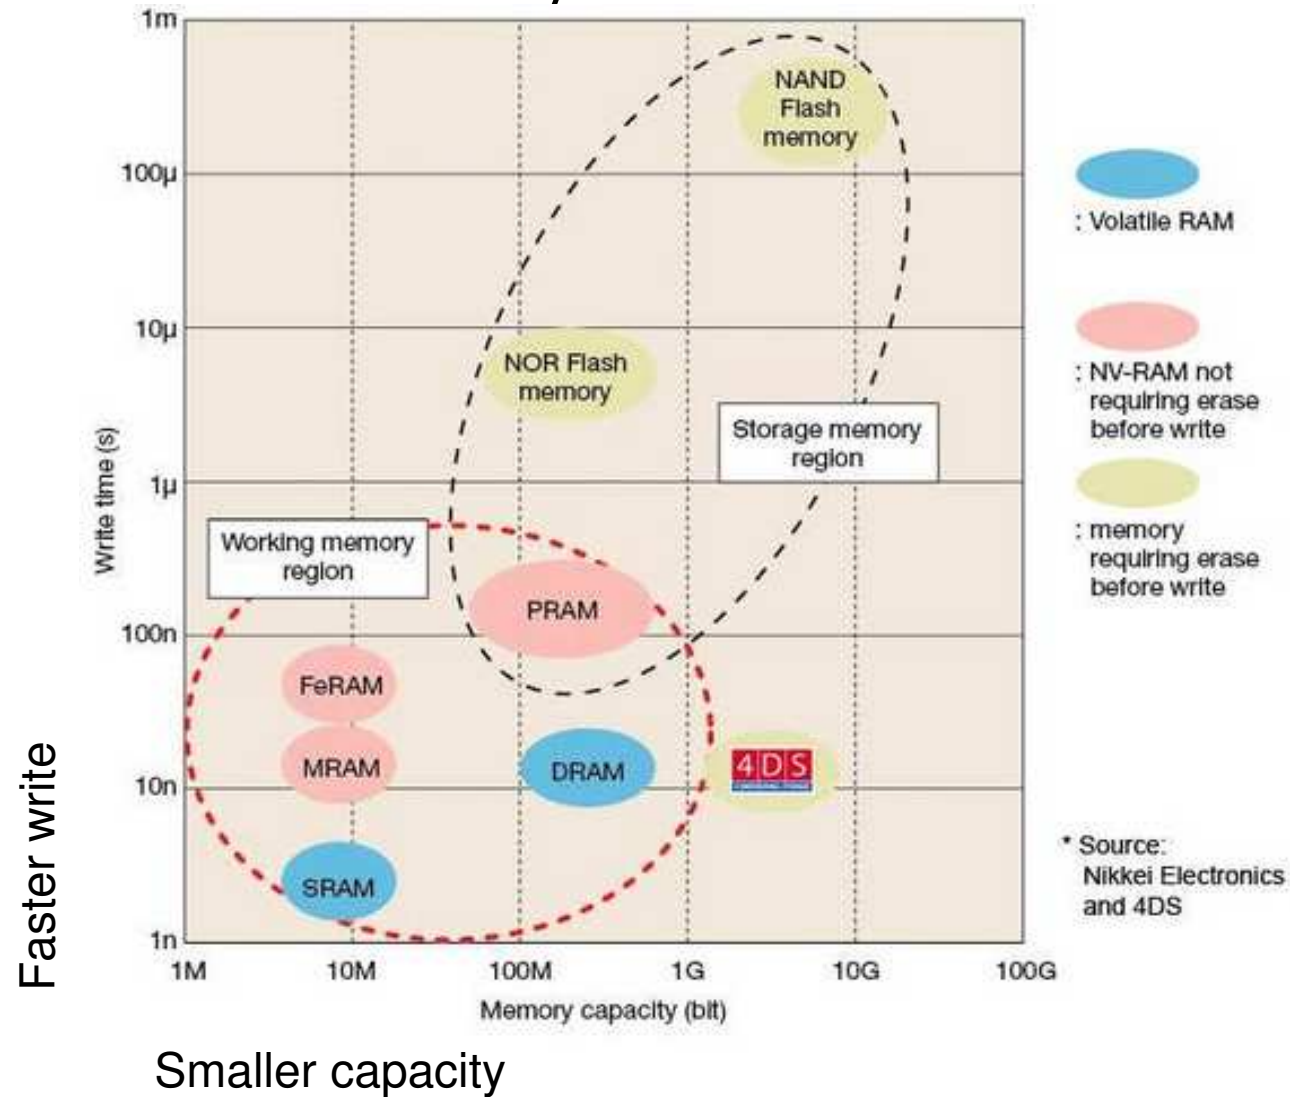 1m
100µ
10µ
1µ
100n
10n
1n
Write time (s)
Faster write
NAND
Flash
memory
NOR Flash
memory
Storage memory
region
Working memory
region
PRAM
FeRAM
MRAM
DRAM
4DS
SRAM
1M
10M
100M
1G
10G
100G
Memory capacity (bit)
Smaller capacity
: Volatile RAM
: NV-RAM not
requiring erase
before write
: memory
requiring erase
before write
* Source:
Nikkei Electronics
and 4DS